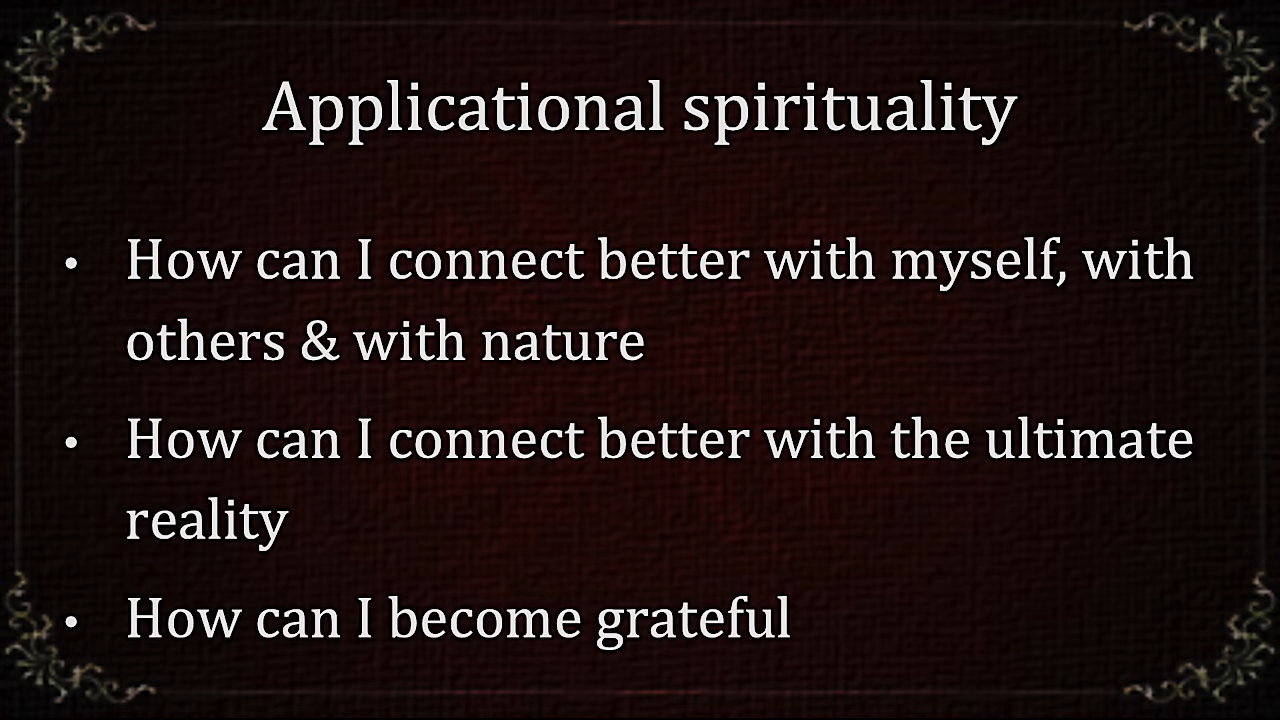 Applicational spirituality
• How can I connect better with myself, with
others & with nature
• How can I connect better with the ultimate
reality
• How can I become grateful